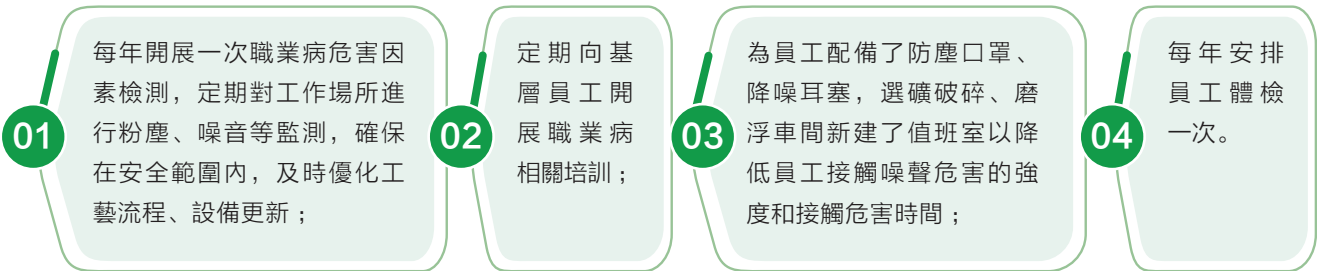 01
每年開展一次職業病危害因
素檢測，定期對工作場所進
行粉塵、噪音等監測，確保
在安全範圍內，及時優化工
藝流程、設備更新；
02
定期向基
層員工開
展職業病
相關培訓；
03
為員工配備了防塵口罩、
降噪耳塞，選礦破碎、磨
浮車間新建了值班室以降
低員工接觸噪聲危害的強
度和接觸危害時間；
04
每年安排
員工體檢
一次。